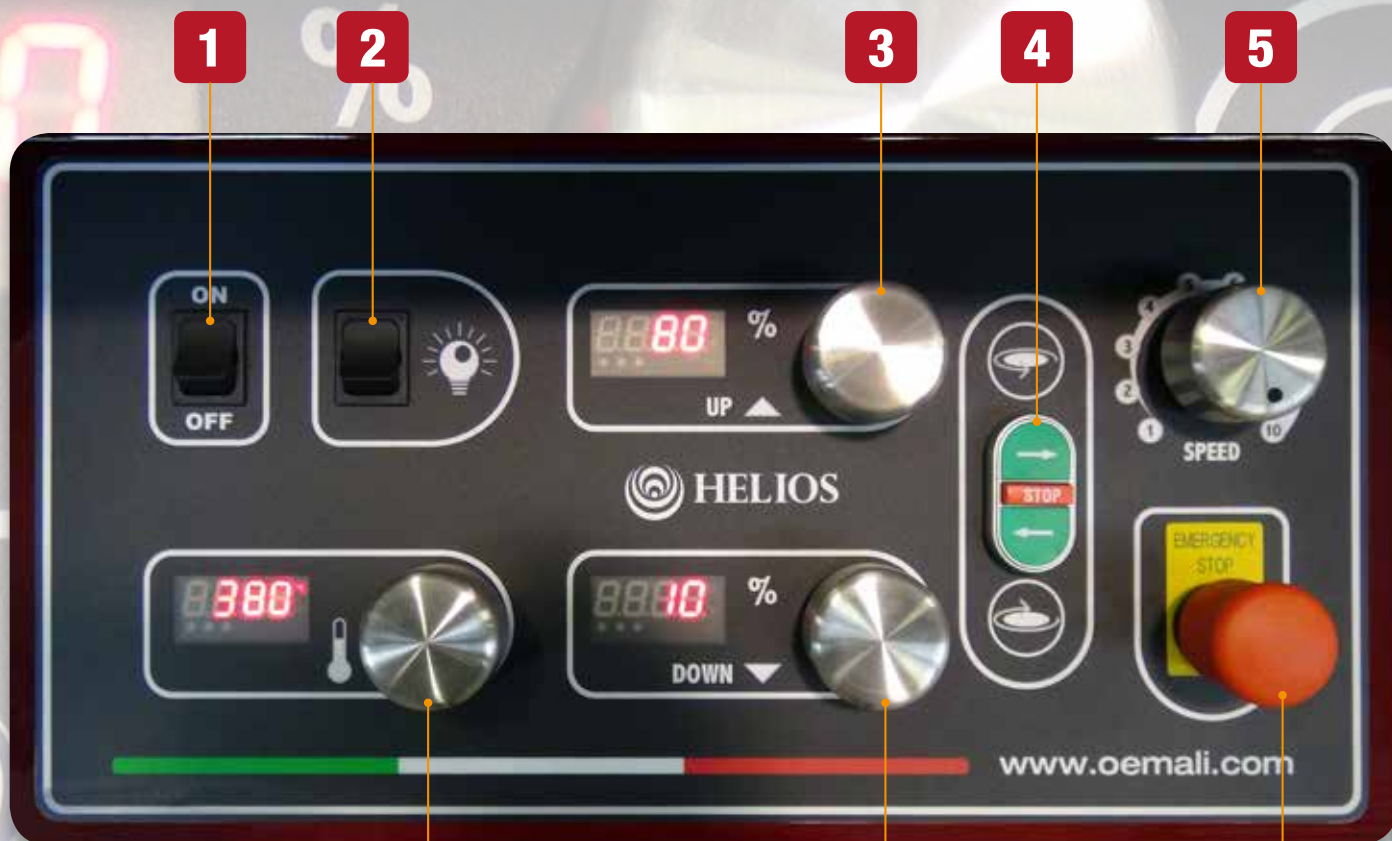 1 2 3 4 5
%
ON
OFF
80 %
UP
HELIOS
380°
10 %
DOWN
STOP
4
3
2
1
10
SPEED
EMERGENCY
STOP
www.oemali.com